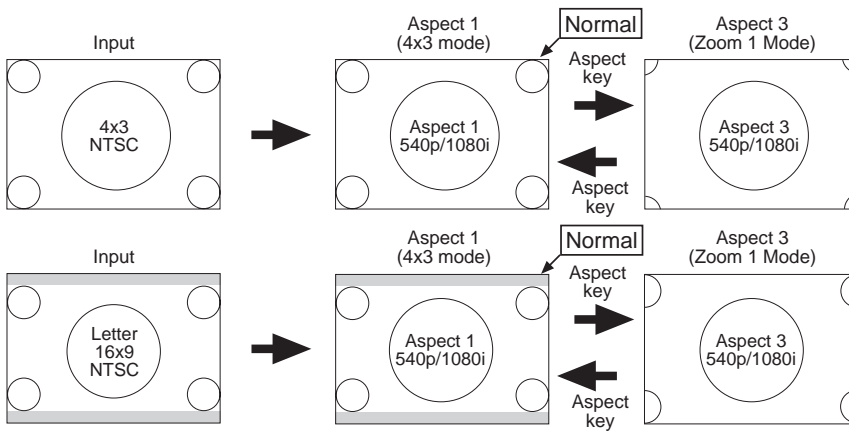 Input
Aspect 1
(4x3 mode)
Normal
Aspect
key
Aspect 3
(Zoom 1 Mode)
4x3
NTSC
Aspect 1
540p/1080i
Aspect
key
Aspect 3
540p/1080i
Input
Aspect 1
(4x3 mode)
Normal
Aspect
key
Aspect 3
(Zoom 1 Mode)
Letter
16x9
NTSC
Aspect 1
540p/1080i
Aspect
key
Aspect 3
540p/1080i